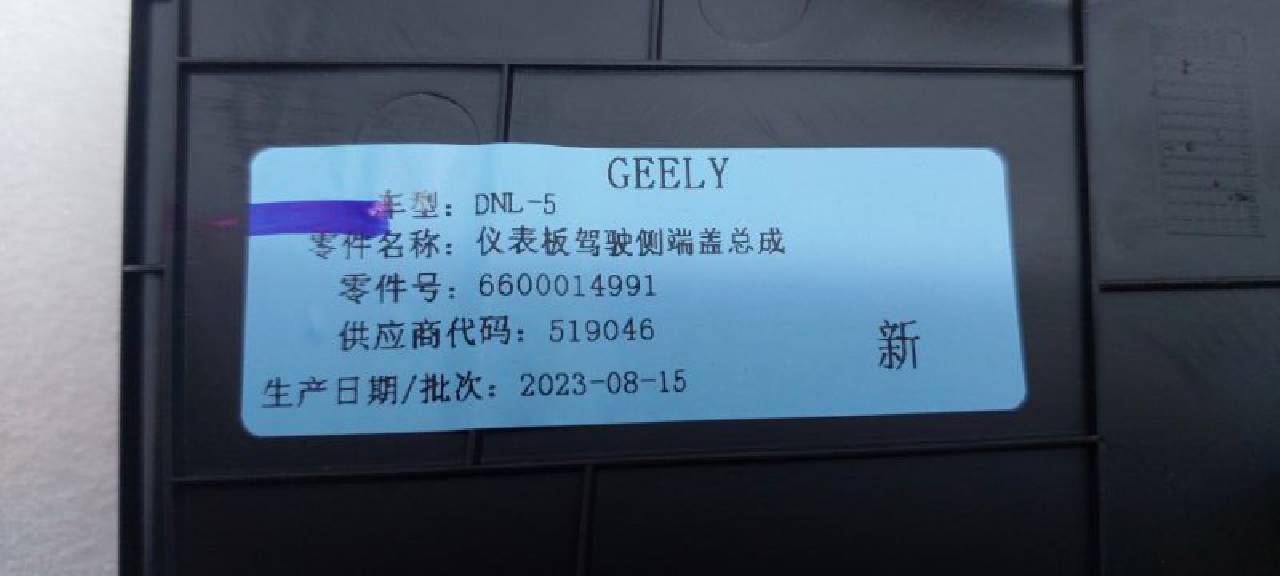 GEELY
车型：DNL-5
零件名称：仪表板驾驶侧端盖总成
零件号：6600014991
供应商代码：519046
新
生产日期/批次：2023-08-15